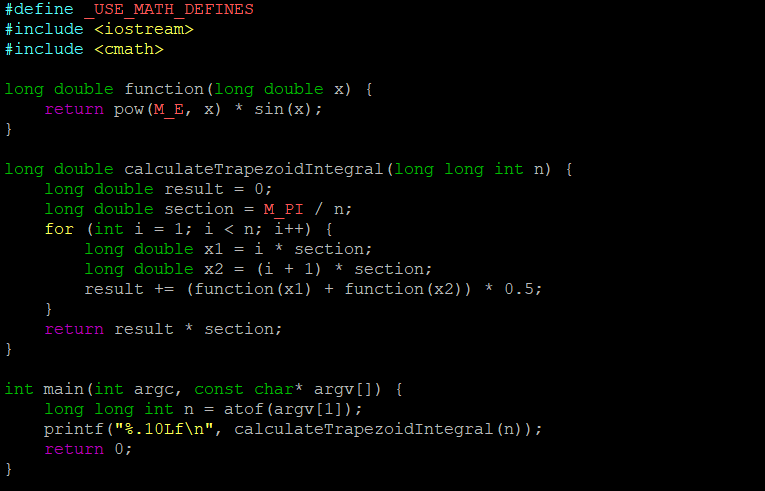 #define _USE_MATH_DEFINES
#include <iostream>
#include <cmath>

long double function(long double x) {
    return pow(M_E, x) * sin(x);
}

long double calculateTrapezoidIntegral(long long int n) {
    long double result = 0;
    long double section = M_PI / n;
    for (int i = 1; i < n; i++) {
        long double x1 = i * section;
        long double x2 = (i + 1) * section;
        result += (function(x1) + function(x2)) * 0.5;
    }
    return result * section;
}

int main(int argc, const char* argv[]) {
    long long int n = atof(argv[1]);
    printf("%.10Lf\n", calculateTrapezoidIntegral(n));
    return 0;
}